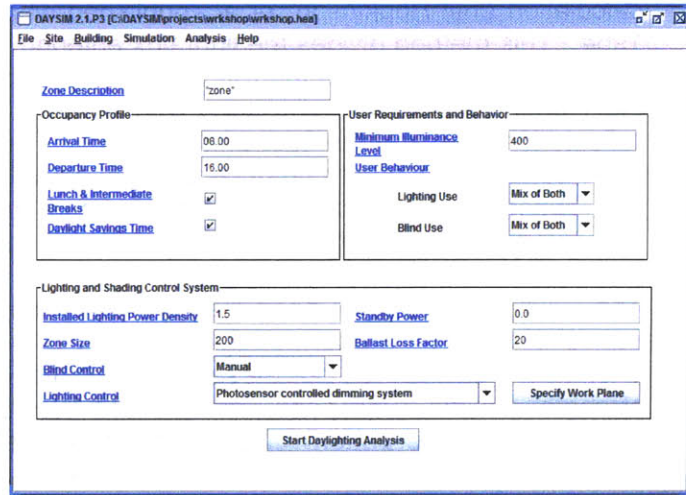 DAYSIM 2.1.P3 [C:\DAYSIM\projects\wrkshop\wrkshop.hea]
File Site Building Simulation Analysis Help
Zone Description "zone"
Occupancy Profile
Arrival Time 08.00
Departure Time 16.00
Lunch & Intermediate
Breaks
Daylight Savings Time
User Requirements and Behavior
Minimum Illuminance 400
Level
User Behaviour
Lighting Use Mix of Both
Blind Use Mix of Both
Lighting and Shading Control System
Installed Lighting Power Density 1.5 Standby Power 0.0
Zone Size 200 Ballast Loss Factor 20
Blind Control Manual
Lighting Control Photosensor controlled dimming system Specify Work Plane
Start Daylighting Analysis